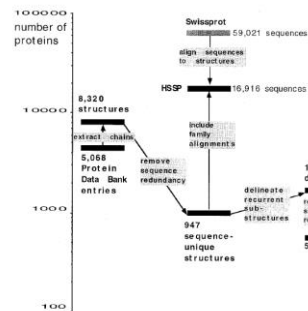 100000
number of
proteins
10000
1000
100
Swissprot
59,021 sequences
align sequences
to structures
HSSP
16,916 sequences
8,320
structures
extract chains
5,068
Protein
Data Bank
entries
include
family
alignments
remove
sequence
redundancy
947
sequence-
unique
structures
delineate
recurrent
sub-
structures